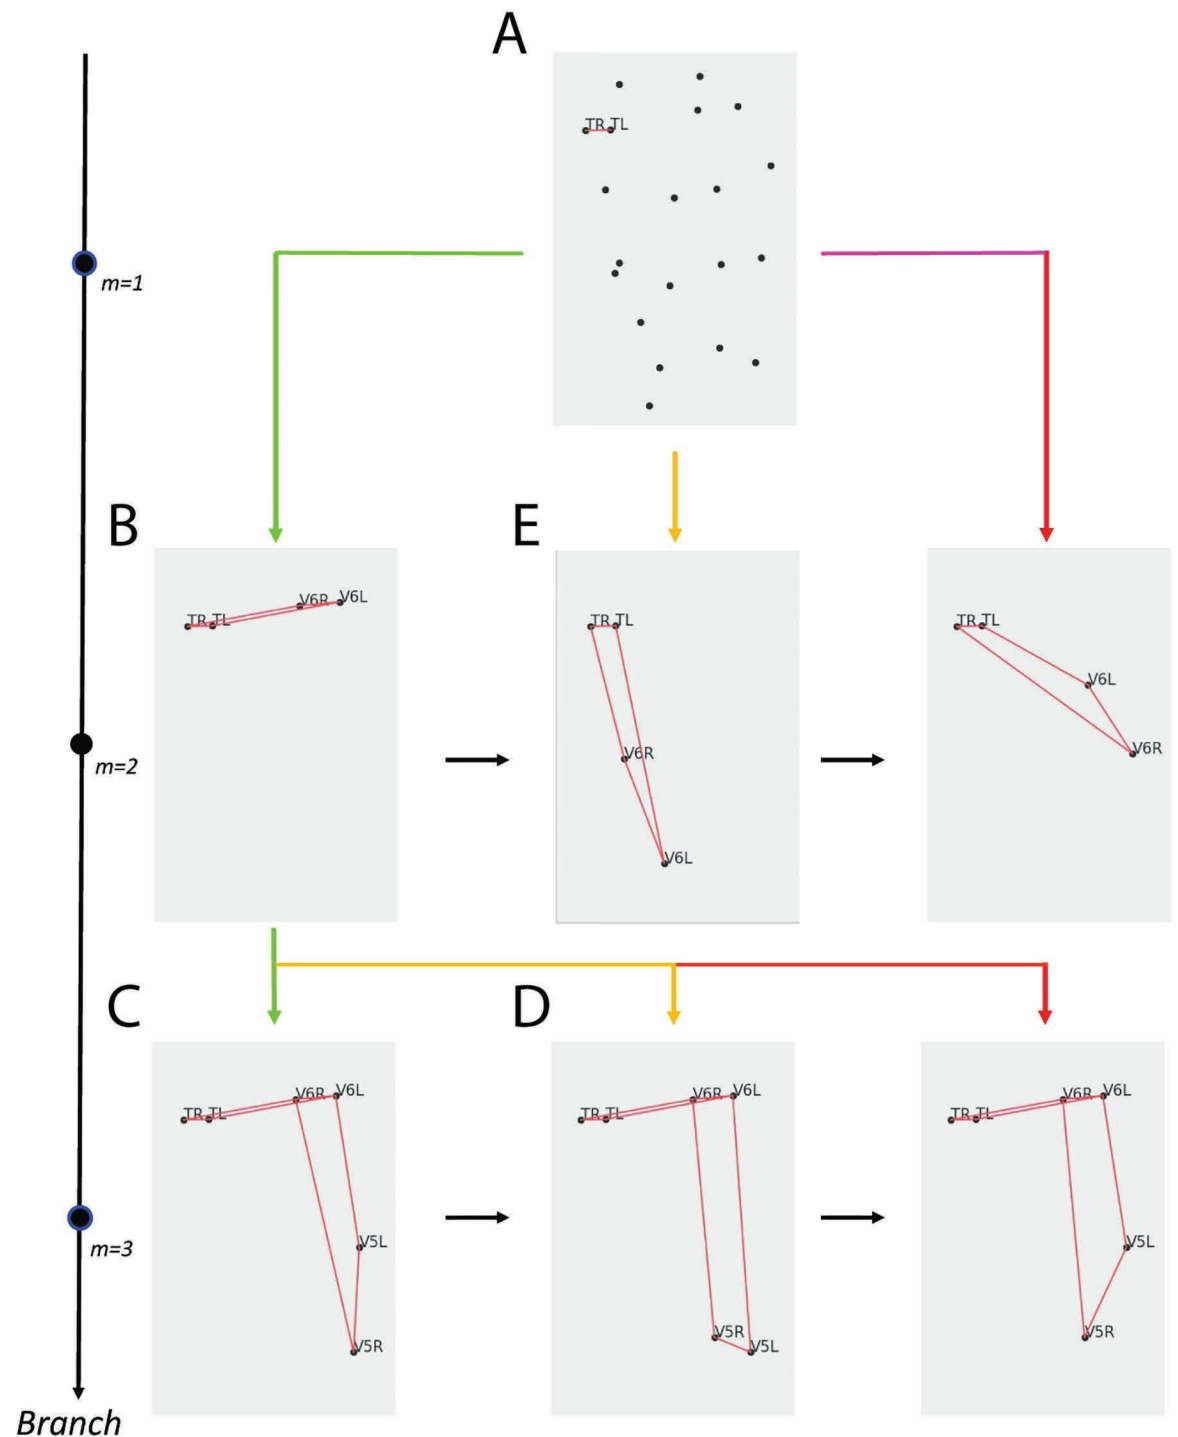 A
TR TL
m=1
B
E
V6R V6L
TR TL
TR TL
TR TL
V6L
V6R
V6R
m=2
V6L
C
D
V6R V6L
TR TL
V6R V6L
TR TL
V6R V6L
TR TL
V5L
V5L
m=3
V5R
V5R
V5R
V5L
Branch